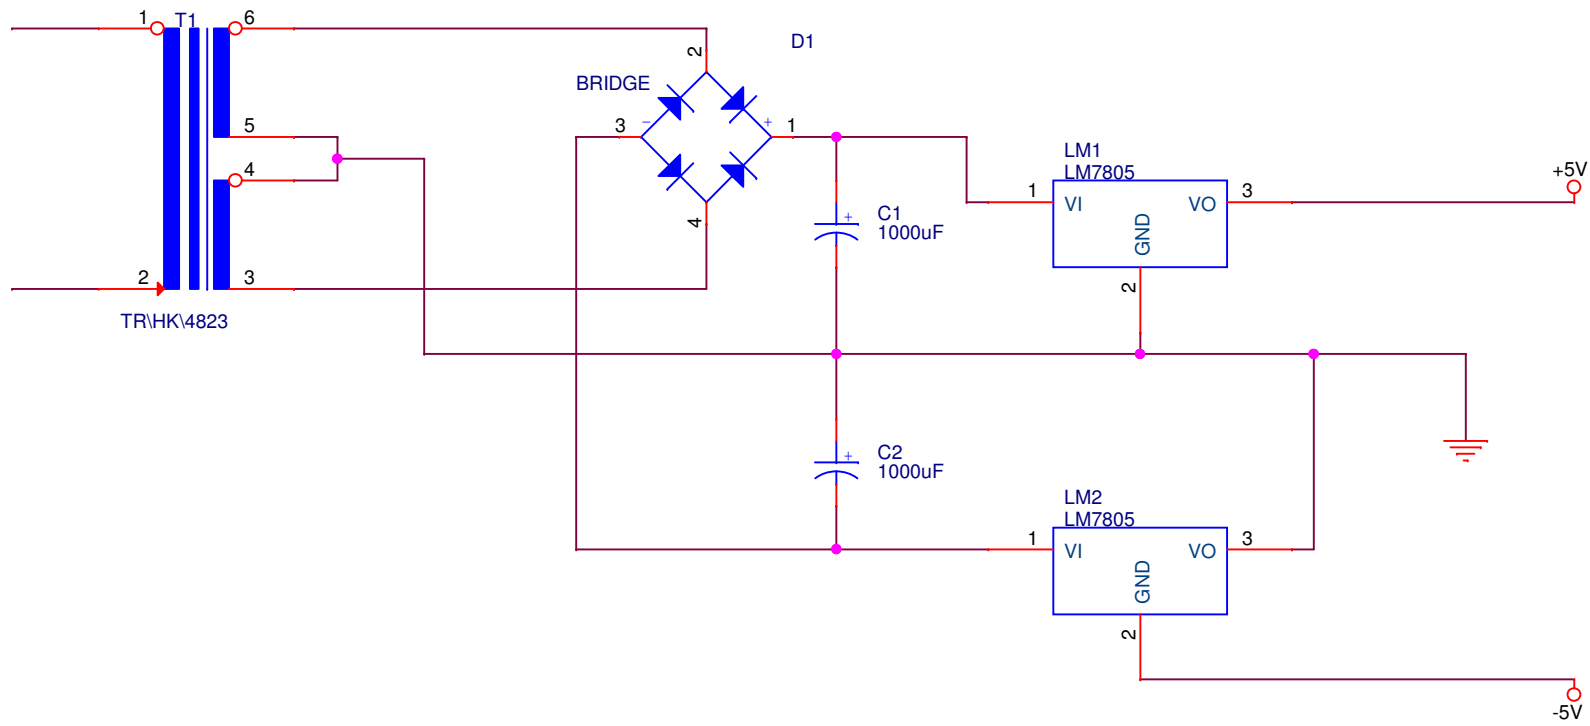 1
T1
6
D1
2
BRIDGE
5
3
-
+
1
4
LM1
LM7805
+5V
1
VI
VO
3
C1
+
1000uF
4
GND
2
3
2
TR\HK\4823
C2
+
1000uF
LM2
LM7805
1
VI
VO
3
GND
2
-5V